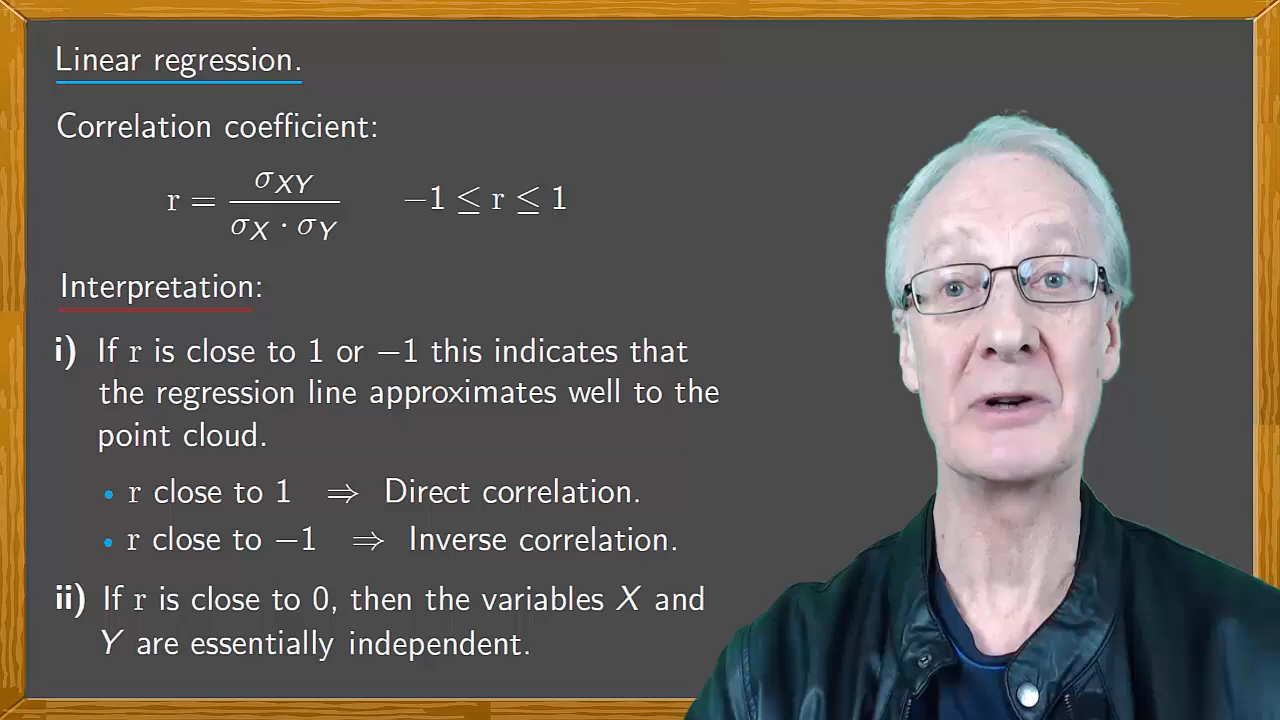 Linear regression.
Correlation coefficient:
r = σXY / σX · σY    −1 ≤ r ≤ 1
Interpretation:
i) If r is close to 1 or −1 this indicates that
the regression line approximates well to the
point cloud.
• r close to 1 ⇒ Direct correlation.
• r close to −1 ⇒ Inverse correlation.
ii) If r is close to 0, then the variables X and
Y are essentially independent.